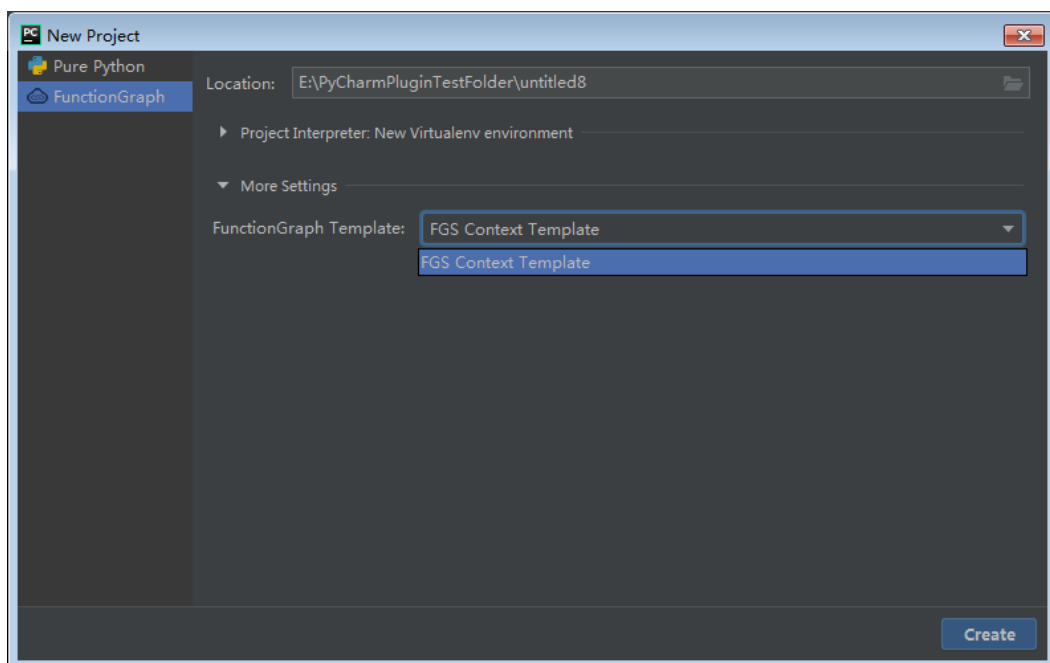 New Project
Pure Python
FunctionGraph
Location: E:\PyCharmPluginTestFolder\untitled8
Project Interpreter: New Virtualenv environment
More Settings
FunctionGraph Template: FGS Context Template
FGS Context Template
Create